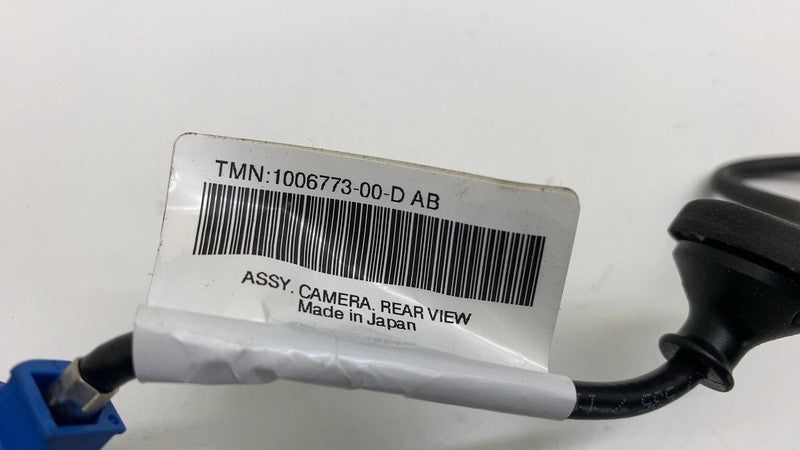 TMN:1006773-00-D AB
ASSY. CAMERA. REAR VIEW
Made in Japan